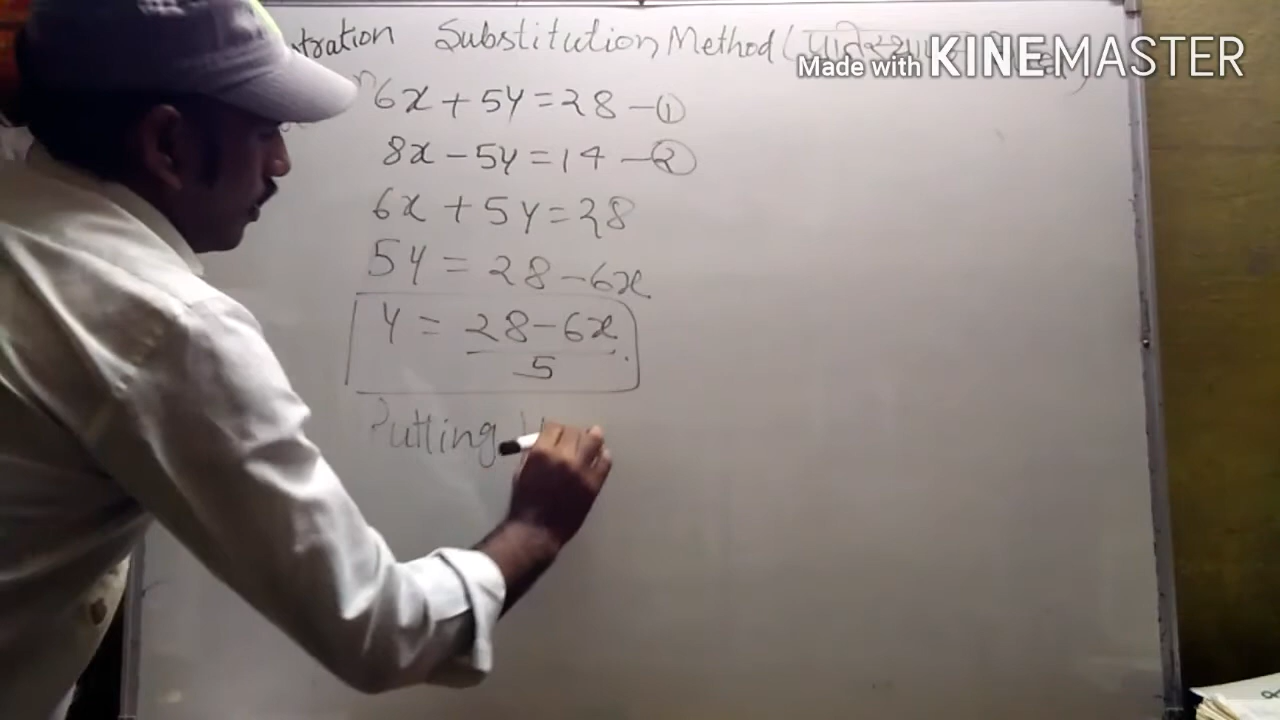 stration Substitution Method (
Made with KINEMASTER
6x + 5y = 28 - ①
8x - 5y = 14 - ②
6x + 5y = 28
5y = 28 - 6x
y = 28 - 6x
5
Putting